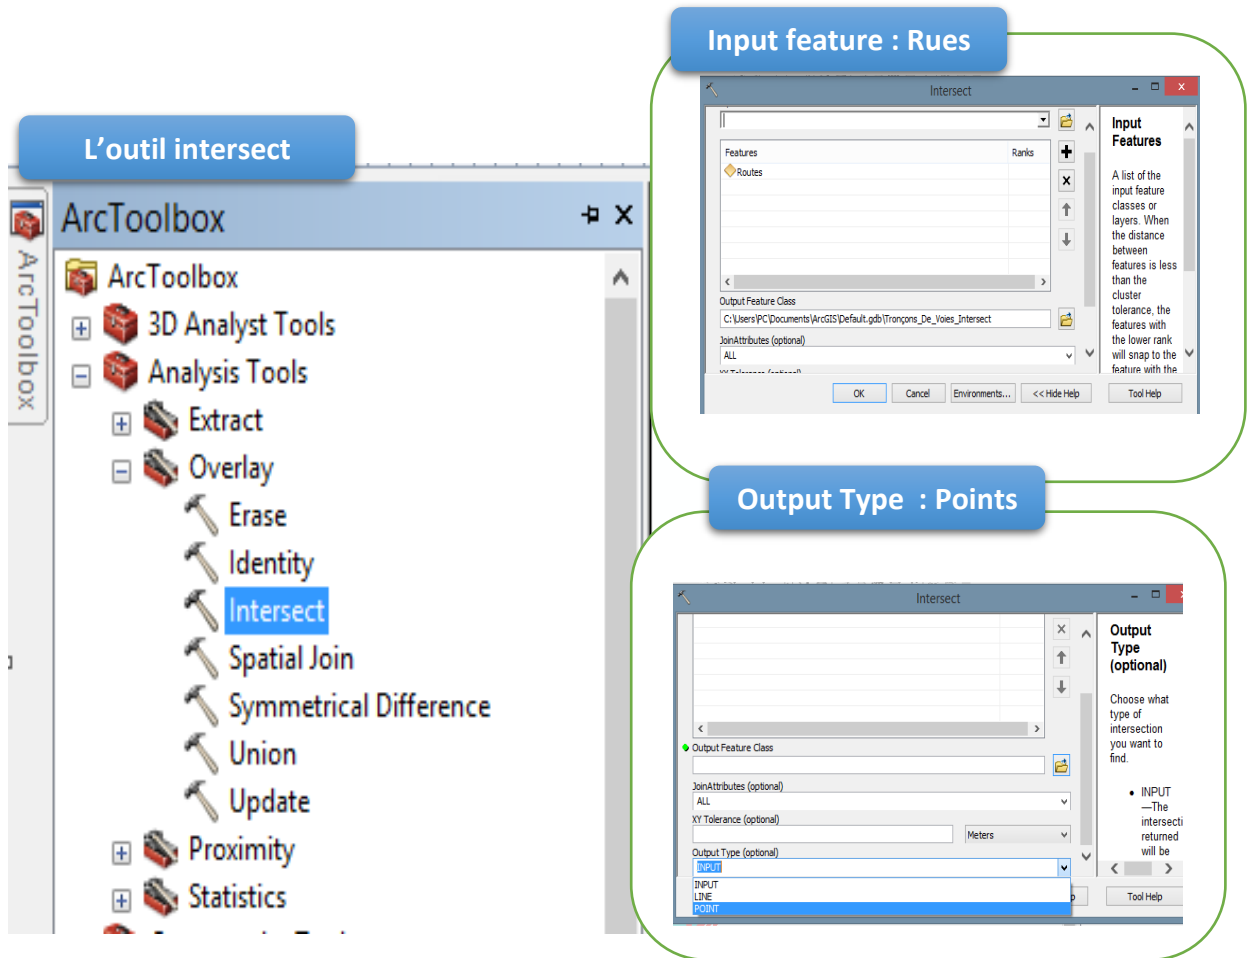 Input feature : Rues
L'outil intersect
ArcToolbox
ArcToolbox
ArcToolbox
3D Analyst Tools
Analysis Tools
Extract
Overlay
Erase
Identity
Intersect
Spatial Join
Symmetrical Difference
Union
Update
Proximity
Statistics
Intersect
Features
Ranks
Routes
Output Feature Class
C:\Users\PC\Documents\ArcGIS\Default.gdb\Tronçons_De_Voies_Intersect
JoinAttributes (optional)
ALL
XY Tolerance (optional)
OK
Cancel
Environments...
<< Hide Help
Tool Help
Input
Features
A list of the
input feature
classes or
layers. When
the distance
between
features is less
than the
cluster
tolerance, the
features with
the lower rank
will snap to the
feature with the
Output Type : Points
Intersect
Output Feature Class
JoinAttributes (optional)
ALL
XY Tolerance (optional)
Meters
Output Type (optional)
INPUT
INPUT
LINE
POINT
p
Tool Help
Output
Type
(optional)
Choose what
type of
intersection
you want to
find.
• INPUT
—The
intersecti
returned
will be